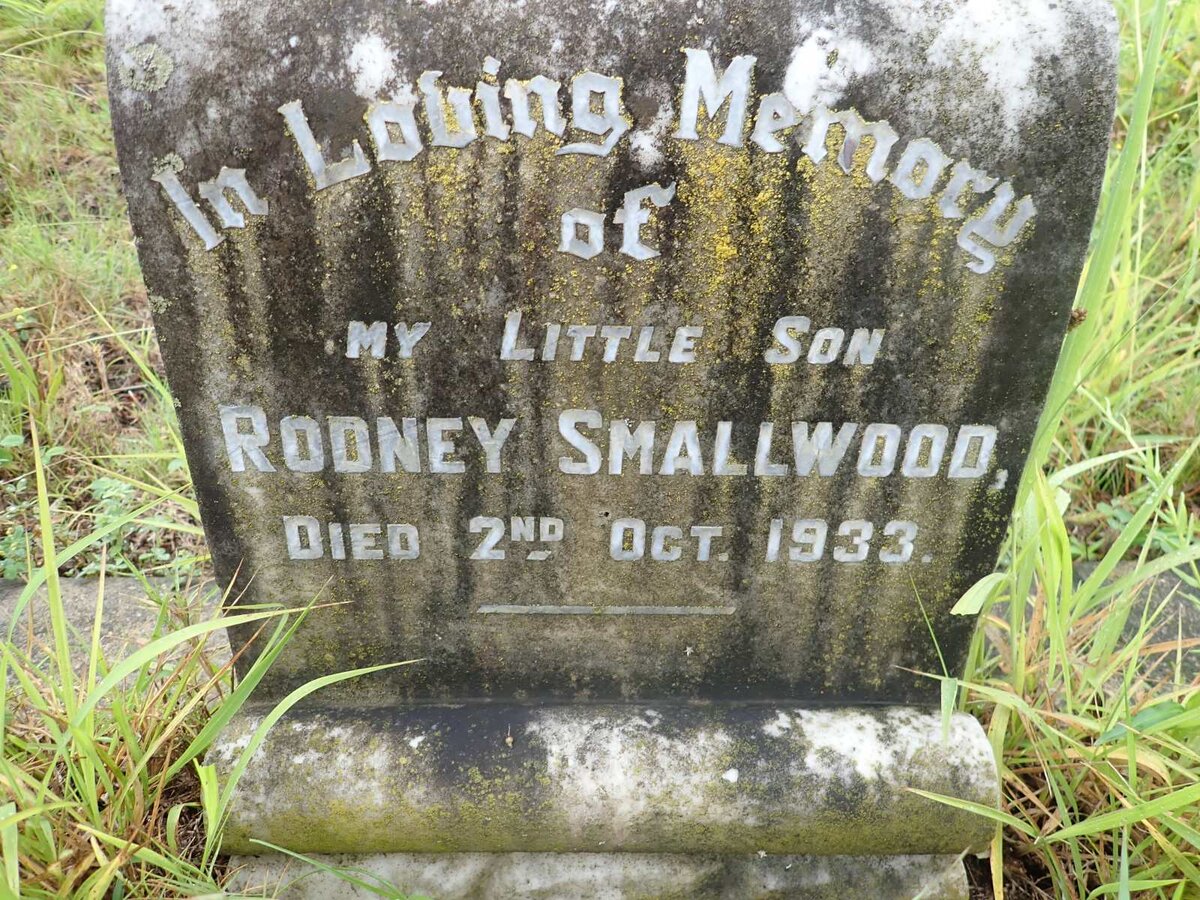 In Loving Memory
of
MY LITTLE SON
RODNEY SMALLWOOD,
DIED 2ND OCT. 1933.